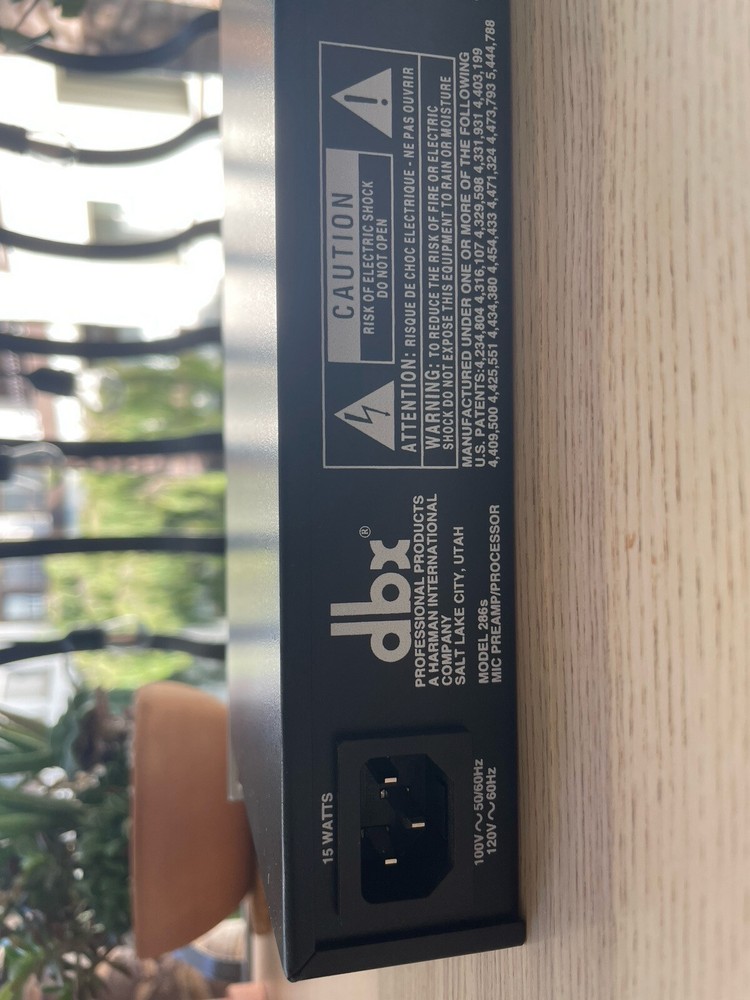 15 WATTS
100V～50/60Hz
120V～60Hz
dbx®
PROFESSIONAL PRODUCTS
A HARMAN INTERNATIONAL
COMPANY
SALT LAKE CITY, UTAH
MODEL 286s
MIC PREAMP/PROCESSOR
CAUTION
RISK OF ELECTRIC SHOCK
DO NOT OPEN
!
ATTENTION: RISQUE DE CHOC ELECTRIQUE - NE PAS OUVRIR
WARNING: TO REDUCE THE RISK OF FIRE OR ELECTRIC
SHOCK DO NOT EXPOSE THIS EQUIPMENT TO RAIN OR MOISTURE
MANUFACTURED UNDER ONE OR MORE OF THE FOLLOWING
U.S. PATENTS:4,234,804 4,316,107 4,329,598 4,331,931 4,403,199
4,409,500 4,425,551 4,434,380 4,454,433 4,471,324 4,473,793 5,444,788